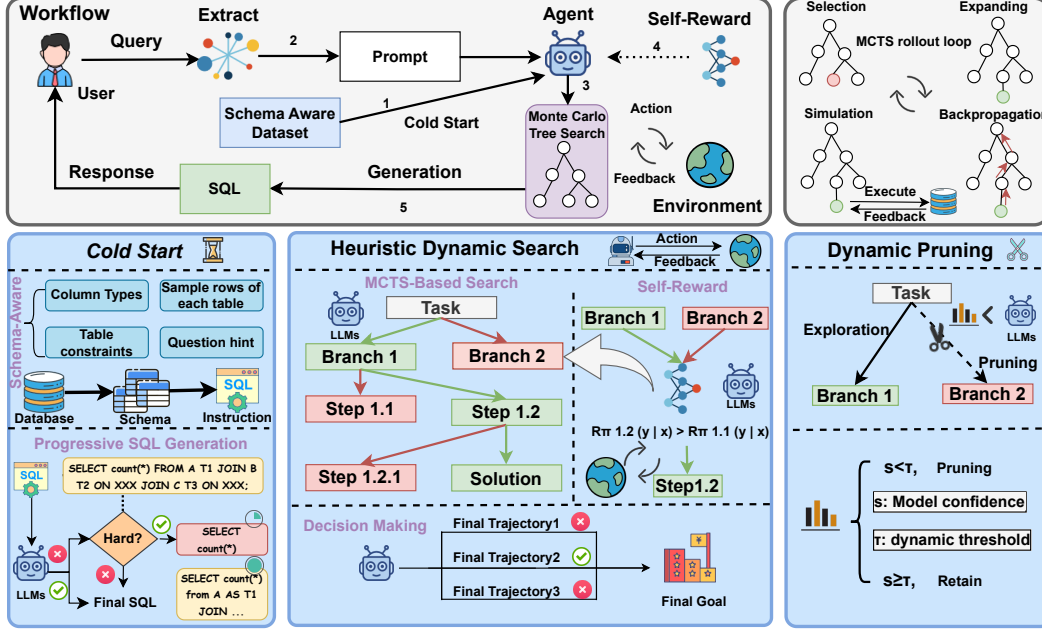 Workflow
Query
User
Extract
2
Prompt
Agent
Self-Reward
4
1
Cold Start
Schema Aware
Dataset
3
Monte Carlo
Tree Search
Action
Feedback
Environment
Response
SQL
Generation
5
Selection
Expanding
MCTS rollout loop
Simulation
Backpropagation
Execute
Feedback
Cold Start
Schema-Aware
Column Types
Sample rows of
each table
Table
constraints
Question hint
SQL
Database
Schema
Instruction
Progressive SQL Generation
SQL
SELECT count(*) FROM A T1 JOIN B
T2 ON XXX JOIN C T3 ON XXX;
Hard?
SELECT
count(*)
LLMs
Final SQL
SELECT count(*)
from A AS T1
JOIN ...
Heuristic Dynamic Search
Action
Feedback
MCTS-Based Search
LLMs
Task
Branch 1
Branch 2
Step 1.1
Step 1.2
Step 1.2.1
Solution
Self-Reward
Branch 1
Branch 2
LLMs
Rπ 1.2 (y | x) > Rπ 1.1 (y | x)
Step1.2
Decision Making
Final Trajectory1
Final Trajectory2
Final Trajectory3
Final Goal
Dynamic Pruning
Task
<
LLMs
Exploration
Pruning
Branch 1
Branch 2
s<τ, Pruning
s: Model confidence
τ: dynamic threshold
s≥τ, Retain